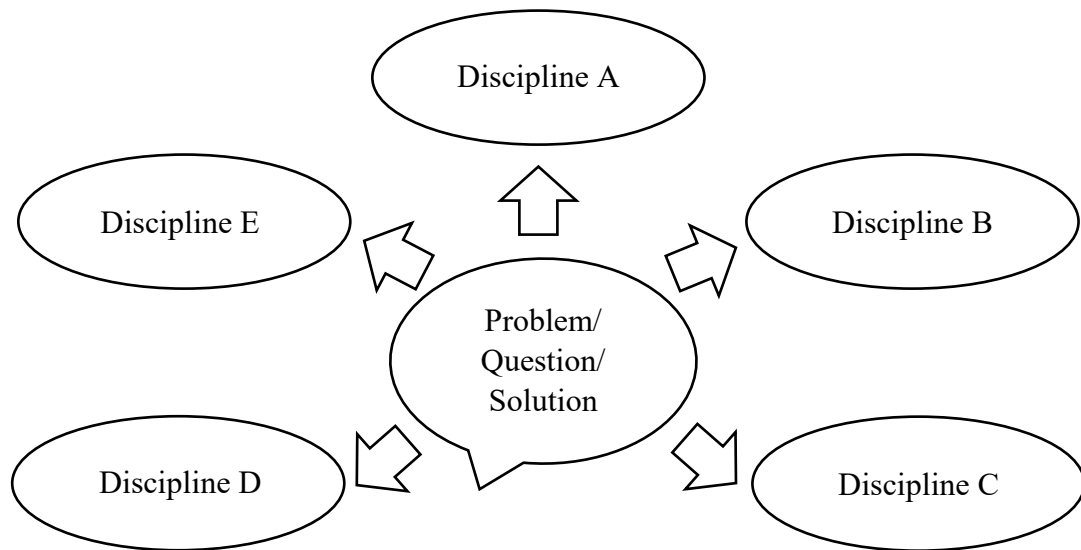 Discipline A
Discipline E
Discipline B
Problem/
Question/
Solution
Discipline D
Discipline C